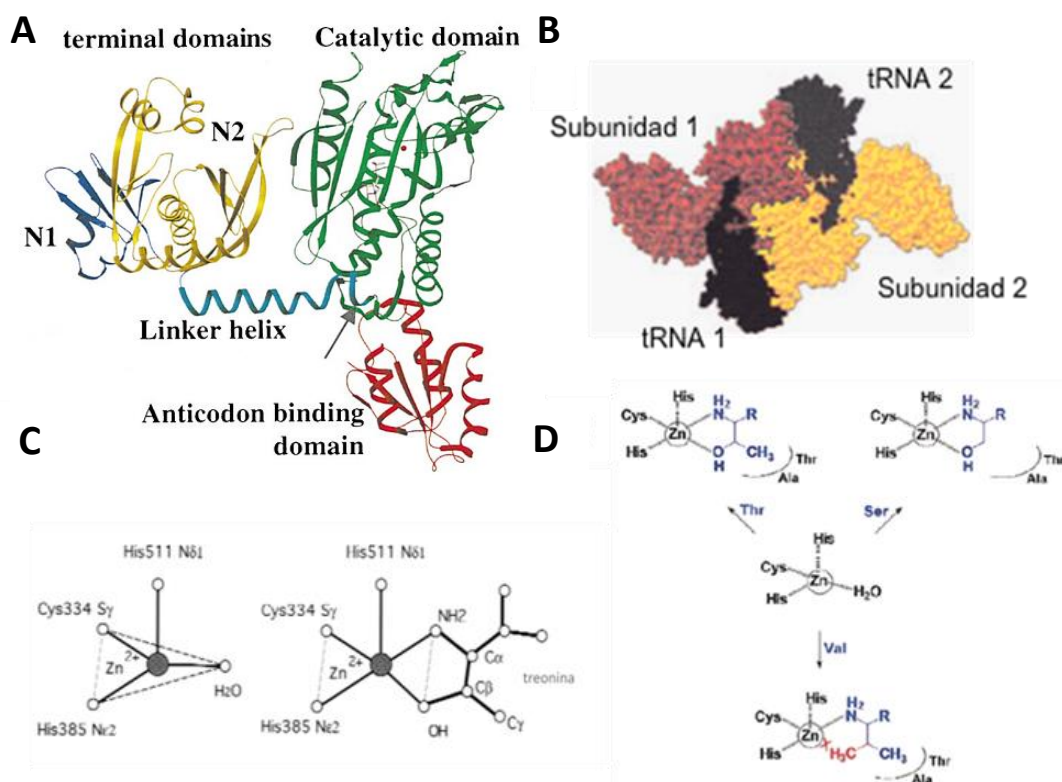 A
terminal domains
Catalytic domain
N2
N1
Linker helix
Anticodon binding
domain
B
tRNA 2
Subunidad 1
Subunidad 2
tRNA 1
C
His511 Nδ1
Cys334 Sγ
Zn2+
H2O
His385 Nε2
His511 Nδ1
Cys334 Sγ
NH2
Zn2+
Cα
treonina
Cβ
His385 Nε2
OH
Cγ
D
His
H2
Cys
N
R
Zn
His
O
CH3
H
Thr
Ala
His
H2
Cys
N
R
Zn
His
O
H
Thr
Ala
Thr
Ser
His
Cys
Zn
His
H2O
Val
His
H2
Cys
N
R
Zn
X
His
H3C
CH3
Thr
Ala